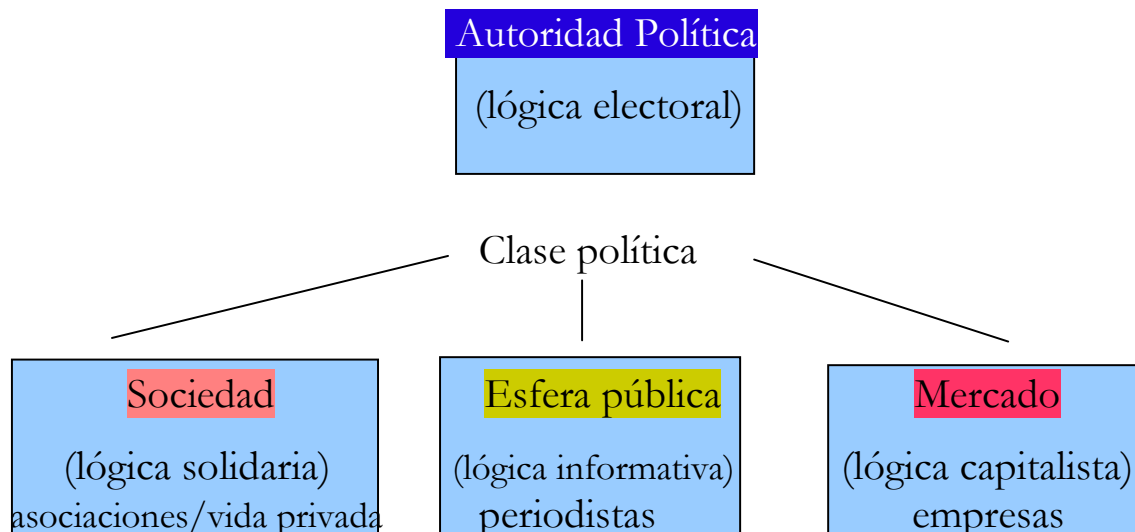 Autoridad Política
(lógica electoral)
Clase política
Sociedad
(lógica solidaria)
asociaciones/vida privada
Esfera pública
(lógica informativa)
periodistas
Mercado
(lógica capitalista)
empresas